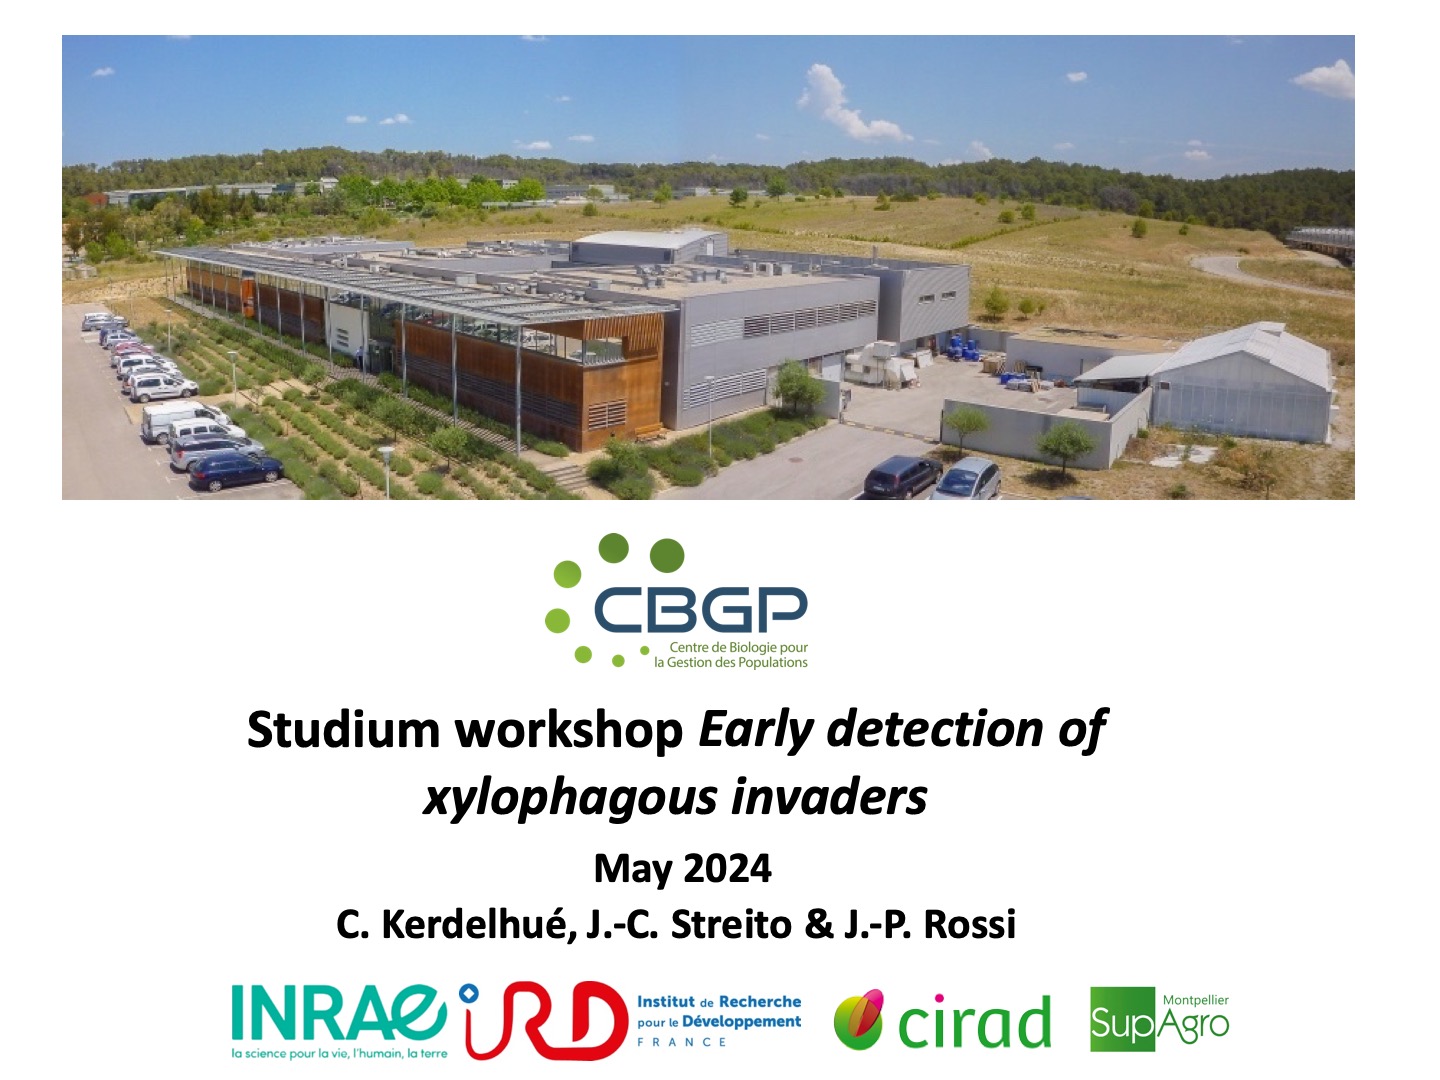 CBGP
Centre de Biologie pour
la Gestion des Populations
Studium workshop Early detection of
xylophagous invaders
May 2024
C. Kerdelhué, J.-C. Streito & J.-P. Rossi
INRAE
la science pour la vie, l'humain, la terre
iRD
Institut de Recherche
pour le Développement
FRANCE
cirad
Montpellier
SupAgro